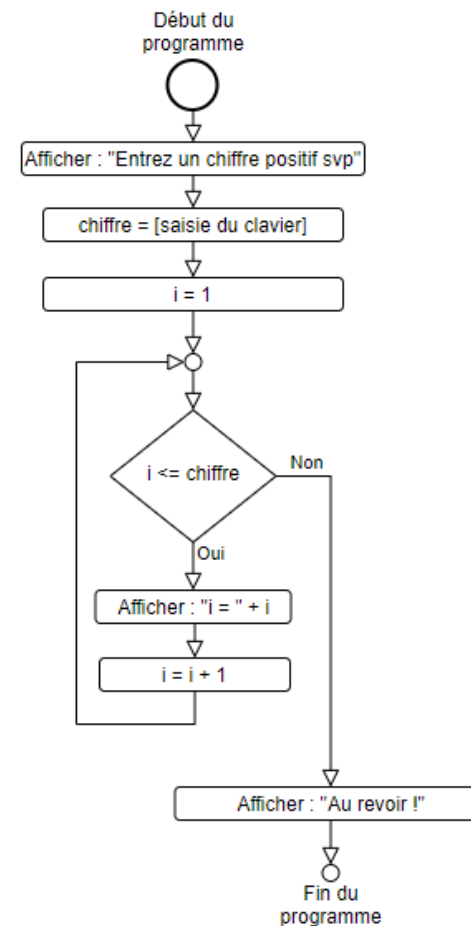 Début du
programme
Afficher : "Entrez un chiffre positif svp"
chiffre = [saisie du clavier]
i = 1
i <= chiffre
Non
Oui
Afficher : "i = " + i
i = i + 1
Afficher : "Au revoir !"
Fin du
programme